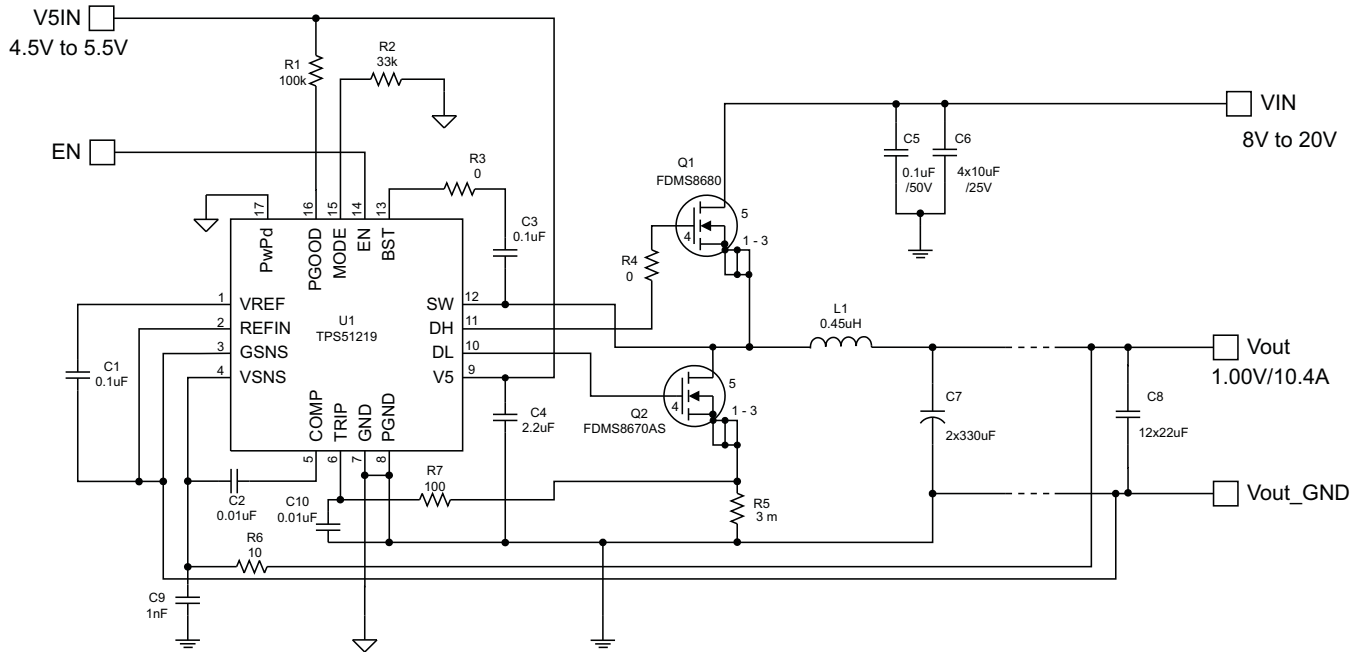 V5IN
4.5V to 5.5V
R1
100k
R2
33k
EN
VIN
8V to 20V
C5
0.1uF
/50V
C6
4x10uF
/25V
R3
0
Q1
FDMS8680
5
4
1 - 3
C3
0.1uF
R4
0
17
16
15
14
13
PwPd
PGOOD
MODE
EN
BST
1
VREF
2
REFIN
3
GSNS
4
VSNS
U1
TPS51219
SW
12
DH
11
DL
10
V5
9
COMP
TRIP
GND
PGND
5
6
7
8
C1
0.1uF
L1
0.45uH
Vout
1.00V/10.4A
5
4
1 - 3
Q2
FDMS8670AS
C4
2.2uF
C7
2x330uF
C8
12x22uF
C2
0.01uF
C10
0.01uF
R7
100
R5
3 m
Vout_GND
R6
10
C9
1nF